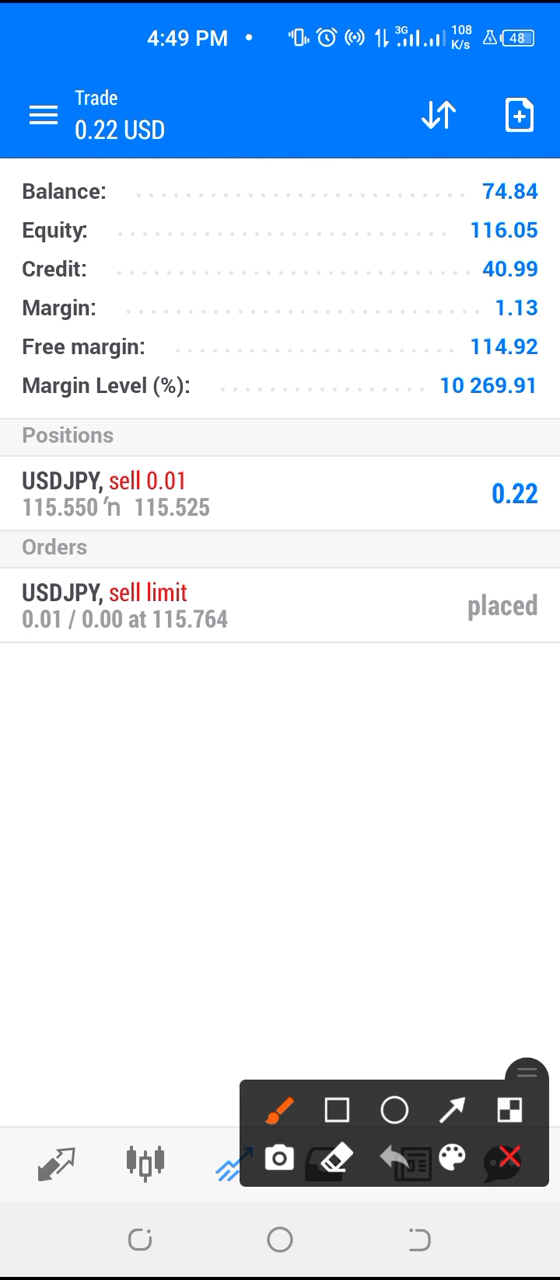 4:49 PM
3G
108
K/s
48
Trade
0.22 USD
Balance: 74.84
Equity: 116.05
Credit: 40.99
Margin: 1.13
Free margin: 114.92
Margin Level (%): 10 269.91
Positions
USDJPY, sell 0.01
115.550 115.525
0.22
Orders
USDJPY, sell limit
0.01 / 0.00 at 115.764
placed